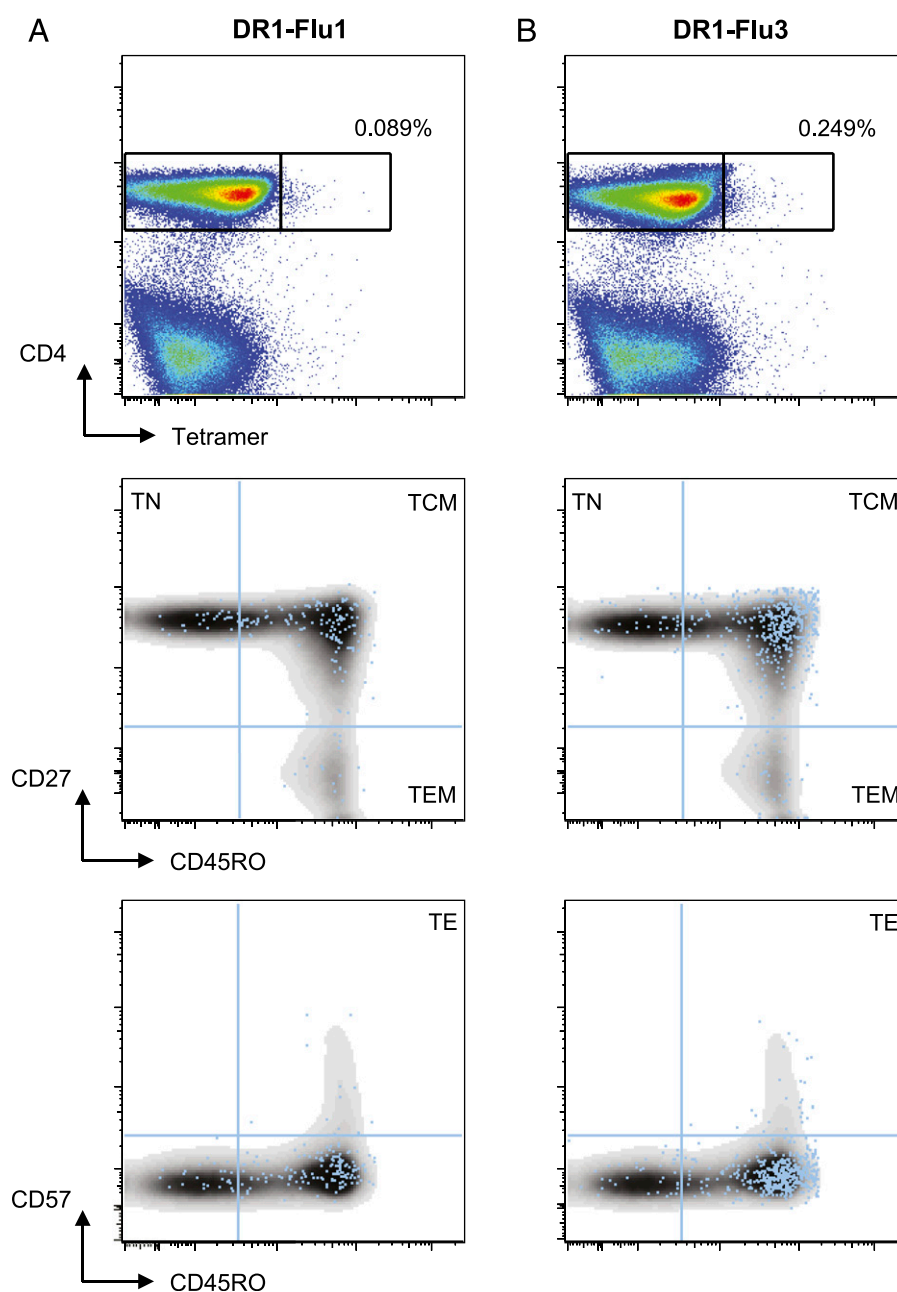 A
DR1-Flu1
B
DR1-Flu3
0.089%
0.249%
CD4
Tetramer
TN
TCM
TN
TCM
CD27
TEM
TEM
CD45RO
TE
TE
CD57
CD45RO